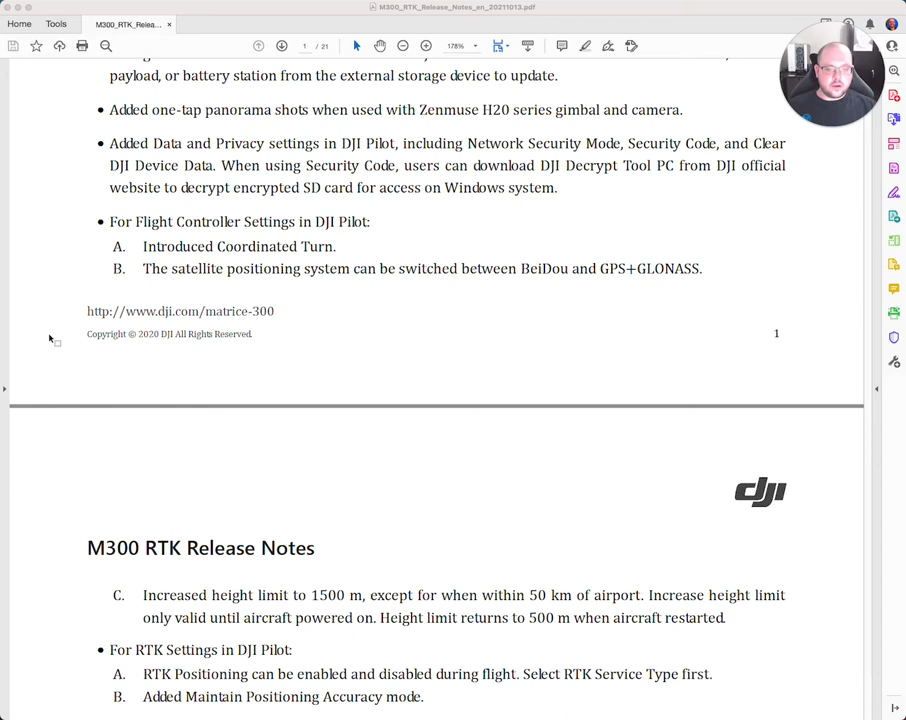 M300_RTK_Release_Notes_en_20211013.pdf
Home Tools M300_RTK_Relea... ×
1 / 21 178%
payload, or battery station from the external storage device to update.
• Added one-tap panorama shots when used with Zenmuse H20 series gimbal and camera.
• Added Data and Privacy settings in DJI Pilot, including Network Security Mode, Security Code, and Clear
DJI Device Data. When using Security Code, users can download DJI Decrypt Tool PC from DJI official
website to decrypt encrypted SD card for access on Windows system.
• For Flight Controller Settings in DJI Pilot:
A. Introduced Coordinated Turn.
B. The satellite positioning system can be switched between BeiDou and GPS+GLONASS.
http://www.dji.com/matrice-300
Copyright © 2020 DJI All Rights Reserved. 1
dji
M300 RTK Release Notes
C. Increased height limit to 1500 m, except for when within 50 km of airport. Increase height limit
only valid until aircraft powered on. Height limit returns to 500 m when aircraft restarted.
• For RTK Settings in DJI Pilot:
A. RTK Positioning can be enabled and disabled during flight. Select RTK Service Type first.
B. Added Maintain Positioning Accuracy mode.